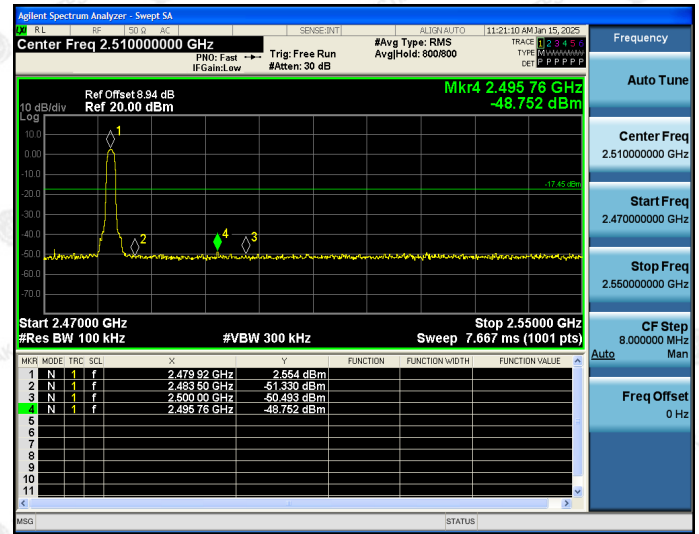 Agilent Spectrum Analyzer - Swept SA
LXI RL RF 50 Ω AC SENSE:INT ALIGNAUTO 11:21:10 AM Jan 15, 2025
Center Freq 2.510000000 GHz
PNO: Fast
IFGain:Low
Trig: Free Run
#Atten: 30 dB
#Avg Type: RMS
Avg|Hold: 800/800
TRACE 1 2 3 4 5 6
TYPE MWWWWW
DET P P P P P P
Ref Offset 8.94 dB
10 dB/div Ref 20.00 dBm
Log
Mkr4 2.495 76 GHz
-48.752 dBm
10.0
0.00
-10.0
-20.0
-30.0
-40.0
-50.0
-60.0
-70.0
1
2
4
3
-17.45 dBm
Start 2.47000 GHz Stop 2.55000 GHz
#Res BW 100 kHz #VBW 300 kHz Sweep 7.667 ms (1001 pts)
MKR MODE TRC SCL X Y FUNCTION FUNCTION WIDTH FUNCTION VALUE
1 N 1 f 2.479 92 GHz 2.554 dBm
2 N 1 f 2.483 50 GHz -51.330 dBm
3 N 1 f 2.500 00 GHz -50.493 dBm
4 N 1 f 2.495 76 GHz -48.752 dBm
5
6
7
8
9
10
11
MSG STATUS
Frequency
Auto Tune
Center Freq
2.510000000 GHz
Start Freq
2.470000000 GHz
Stop Freq
2.550000000 GHz
CF Step
8.000000 MHz
Auto Man
Freq Offset
0 Hz